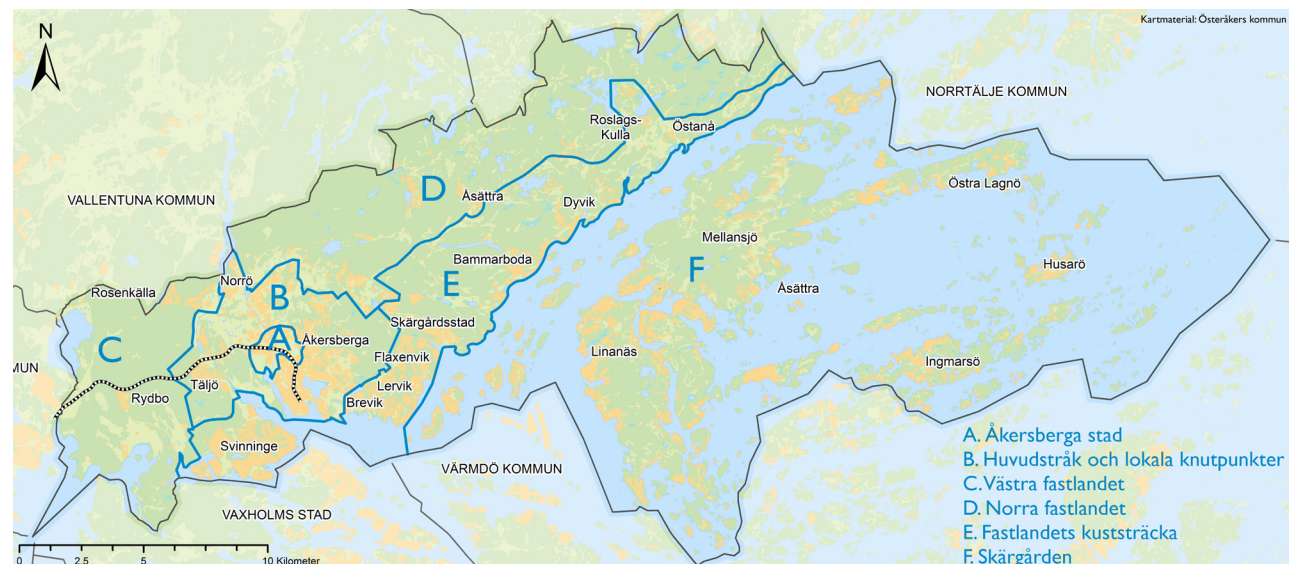 Kartmaterial: Österåkers kommun
N
NORRTÄLJE KOMMUN
Roslags-
Kulla
Östanå
Östra Lagnö
D
Åsättra
VALLENTUNA KOMMUN
Dyvik
Mellansjö
Bammarboda
Husarö
F
Norrö
E
Åsättra
Rosenkälla
B
Skärgårdsstad
A
Åkersberga
C
Flaxenvik
Linanäs
Ingmarsö
MUN
Täljö
Lervik
Rydbo
Brevik
Svinninge
VÄRMDÖ KOMMUN
VAXHOLMS STAD
A. Åkersberga stad
B. Huvudstråk och lokala knutpunkter
C. Västra fastlandet
D. Norra fastlandet
E. Fastlandets kuststräcka
F. Skärgården
0 2,5 5 10 Kilometer